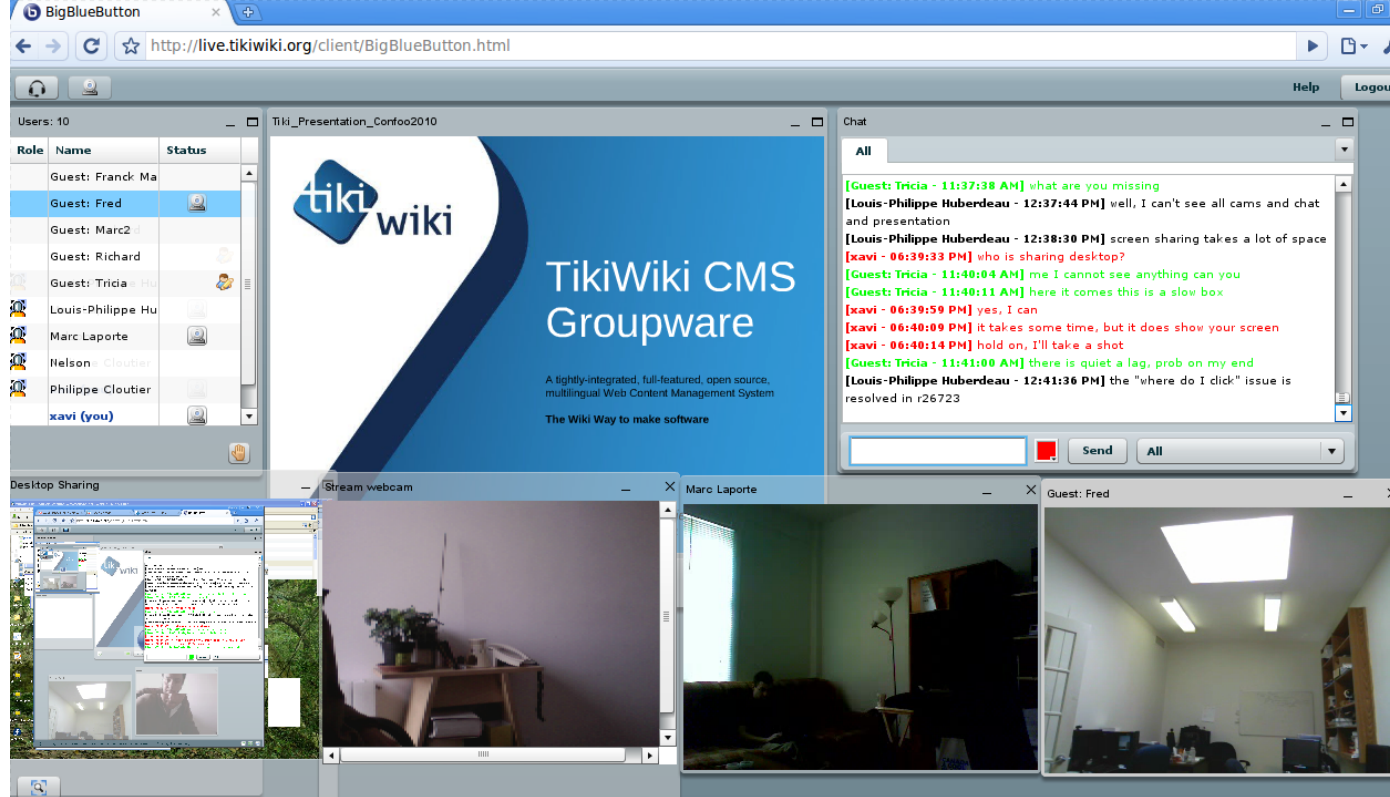 BigBlueButton
http://live.tikiwiki.org/client/BigBlueButton.html
Help
Logou
Users: 10
Role Name Status
Guest: Franck Ma
Guest: Fred
Guest: Marc2
Guest: Richard
Guest: Tricia
Louis-Philippe Hu
Marc Laporte
Nelson
Philippe Cloutier
xavi (you)
Tiki_Presentation_Confoo2010
tiki
wiki
TikiWiki CMS
Groupware
A tightly-integrated, full-featured, open source,
multilingual Web Content Management System
The Wiki Way to make software
Chat
All
[Guest: Tricia - 11:37:38 AM] what are you missing
[Louis-Philippe Huberdeau - 12:37:44 PM] well, I can't see all cams and chat
and presentation
[Louis-Philippe Huberdeau - 12:38:30 PM] screen sharing takes a lot of space
[xavi - 06:39:33 PM] who is sharing desktop?
[Guest: Tricia - 11:40:04 AM] me I cannot see anything can you
[Guest: Tricia - 11:40:11 AM] here it comes this is a slow box
[xavi - 06:39:59 PM] yes, I can
[xavi - 06:40:09 PM] it takes some time, but it does show your screen
[xavi - 06:40:14 PM] hold on, I'll take a shot
[Guest: Tricia - 11:41:00 AM] there is quiet a lag, prob on my end
[Louis-Philippe Huberdeau - 12:41:36 PM] the "where do I click" issue is
resolved in r26723
Send
All
Desktop Sharing
Stream webcam
Marc Laporte
Guest: Fred
tiki
wiki